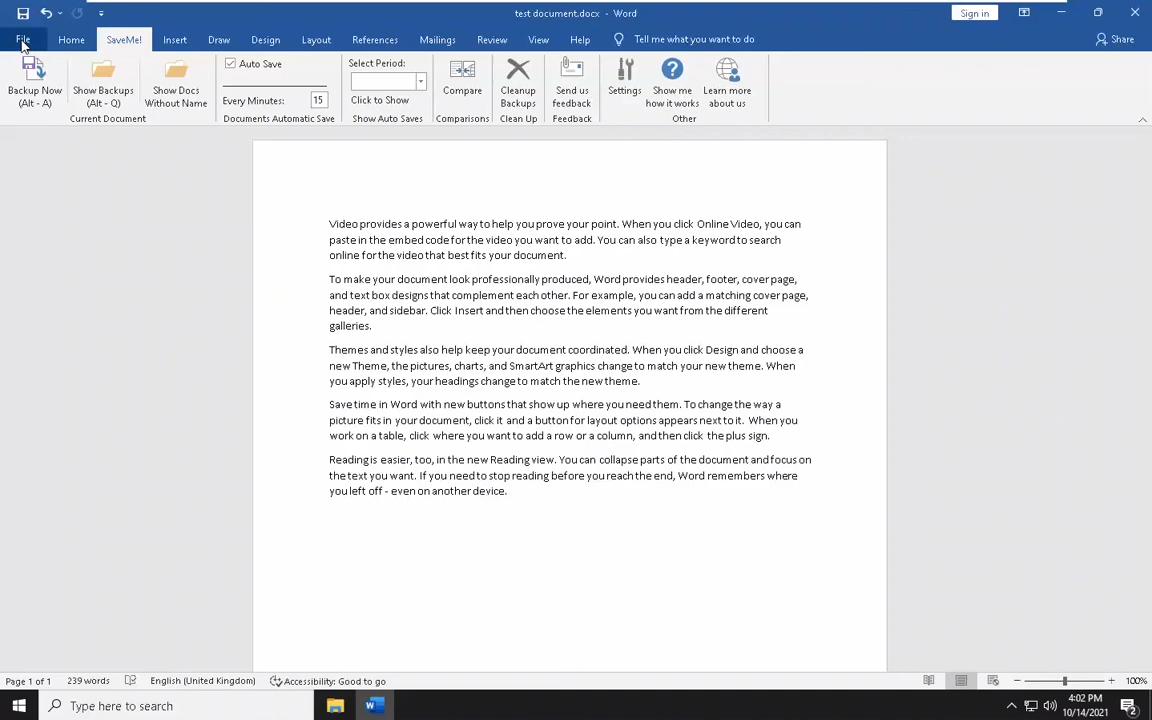 test document.docx - Word
Sign in
File Home SaveMe! Insert Draw Design Layout References Mailings Review View Help Tell me what you want to do Share
Backup Now (Alt - A)
Show Backups (Alt - Q)
Show Docs Without Name
Current Document
Auto Save
Every Minutes: 15
Documents Automatic Save
Select Period:
Click to Show
Show Auto Saves
Compare
Comparisons
Cleanup Backups
Clean Up
Send us feedback
Feedback
Settings
Show me how it works
Learn more about us
Other
Video provides a powerful way to help you prove your point. When you click Online Video, you can
paste in the embed code for the video you want to add. You can also type a keyword to search
online for the video that best fits your document.
To make your document look professionally produced, Word provides header, footer, cover page,
and text box designs that complement each other. For example, you can add a matching cover page,
header, and sidebar. Click Insert and then choose the elements you want from the different
galleries.
Themes and styles also help keep your document coordinated. When you click Design and choose a
new Theme, the pictures, charts, and SmartArt graphics change to match your new theme. When
you apply styles, your headings change to match the new theme.
Save time in Word with new buttons that show up where you need them. To change the way a
picture fits in your document, click it and a button for layout options appears next to it. When you
work on a table, click where you want to add a row or a column, and then click the plus sign.
Reading is easier, too, in the new Reading view. You can collapse parts of the document and focus on
the text you want. If you need to stop reading before you reach the end, Word remembers where
you left off - even on another device.
Page 1 of 1 239 words English (United Kingdom) Accessibility: Good to go 100%
Type here to search
4:02 PM
10/14/2021
2